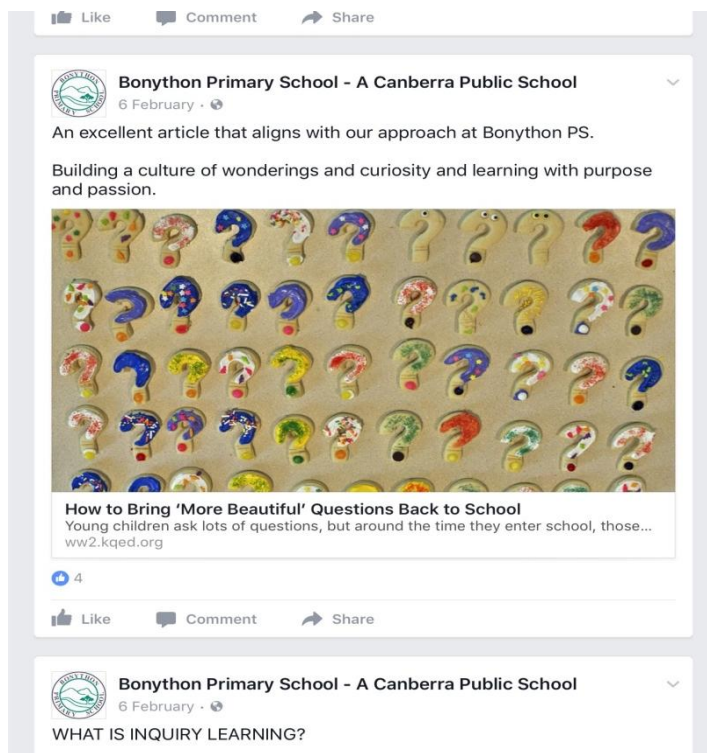 Like Comment Share
Bonython Primary School - A Canberra Public School
6 February ·
An excellent article that aligns with our approach at Bonython PS.
Building a culture of wonderings and curiosity and learning with purpose
and passion.
How to Bring ‘More Beautiful’ Questions Back to School
Young children ask lots of questions, but around the time they enter school, those...
ww2.kqed.org
4
Like Comment Share
Bonython Primary School - A Canberra Public School
6 February ·
WHAT IS INQUIRY LEARNING?